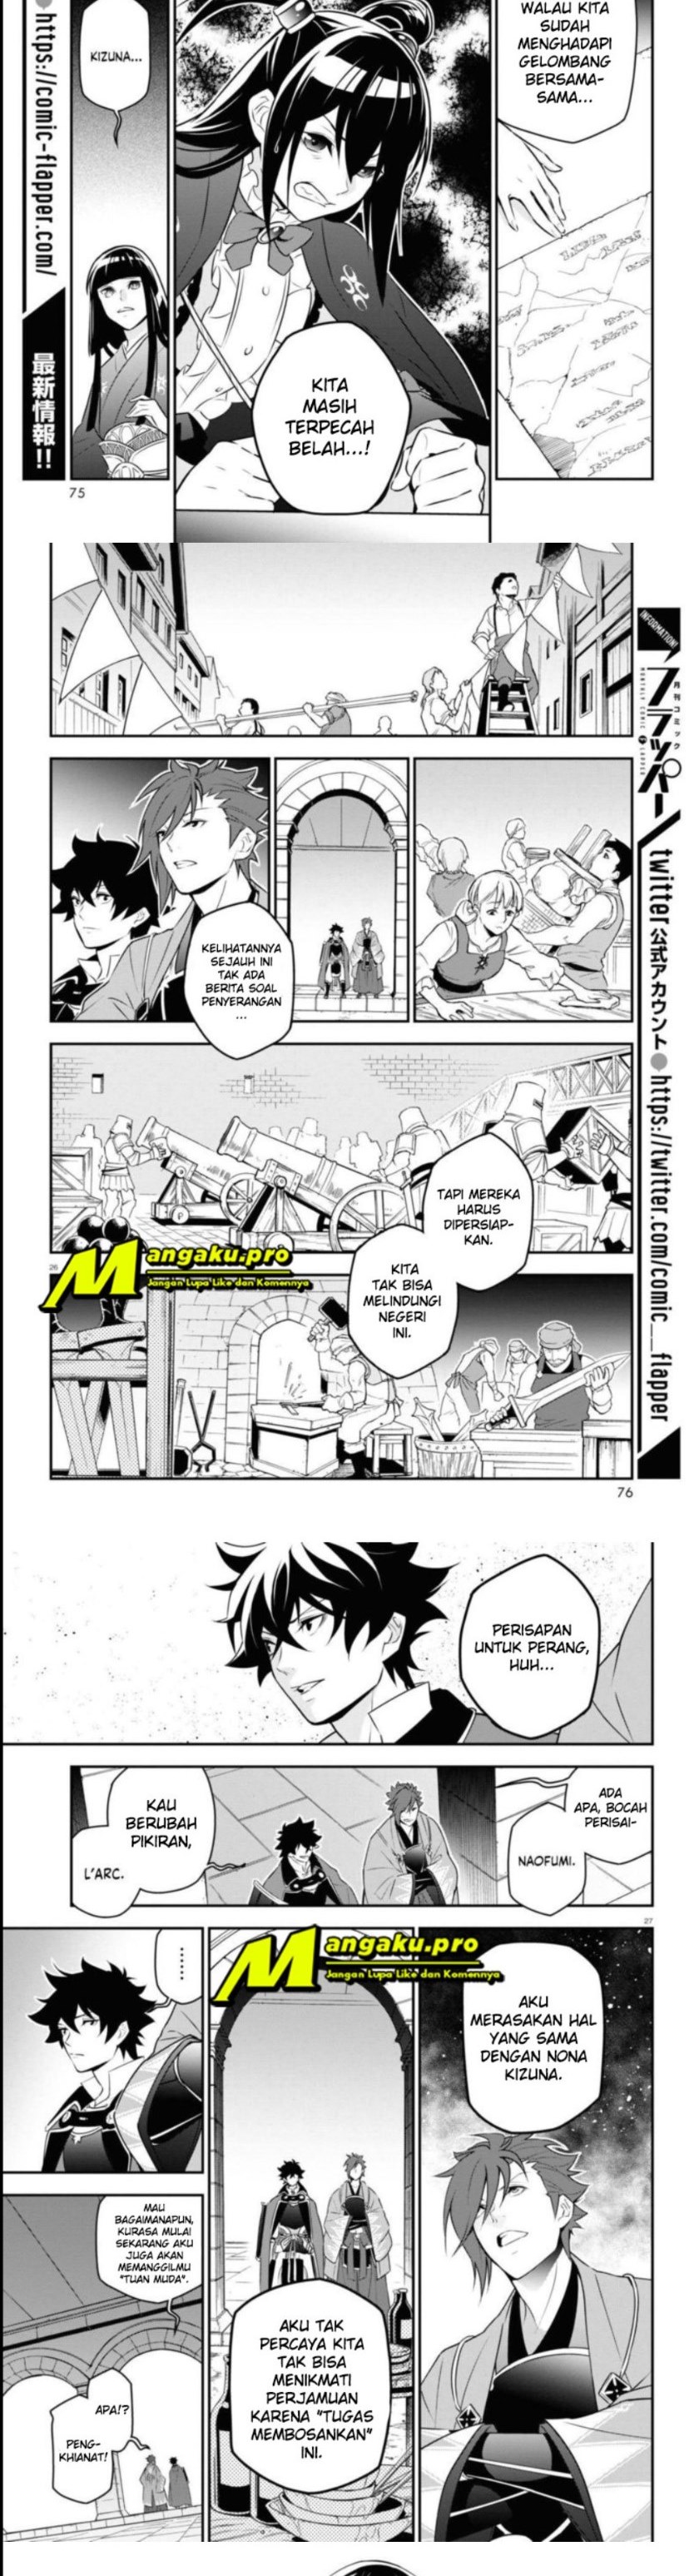 WALAU KITA
SUDAH
MENGHADAPI
GELOMBANG
BERSAMA-
SAMA...
KITA
MASIH
TERPECAH
BELAH...!
KIZUNA...
https://comic-flapper.com/
最新情報!!
75
INFORMATION!
月刊コミック
フラッパー
MONTHLY COMIC FLAPPER
twitter公式アカウント
https://twitter.com/comic__flapper
KELIHATANNYA
SEJAUH INI
TAK ADA
BERITA SOAL
PENYERANGAN
...
TAPI MEREKA
HARUS
DIPERSIAP-
KAN.
KITA
TAK BISA
MELINDUNGI
NEGERI
INI.
26
Mangaku.pro
Jangan Lupa Like dan Komennya
76
PERISAPAN
UNTUK PERANG,
HUH...
ADA
APA, BOCAH
PERISAI-
NAOFUMI.
KAU
BERUBAH
PIKIRAN,
L'ARC.
27
Mangaku.pro
Jangan Lupa Like dan Komennya
AKU
MERASAKAN HAL
YANG SAMA
DENGAN NONA
KIZUNA.
AKU TAK
PERCAYA KITA
TAK BISA
MENIKMATI
PERJAMUAN
KARENA "TUGAS
MEMBOSANKAN"
INI.
......
MAU
BAGAIMANAPUN,
KURASA MULAI
SEKARANG AKU
JUGA AKAN
MEMANGGILMU
"TUAN MUDA".
APA!?
PENG-
KHIANAT!